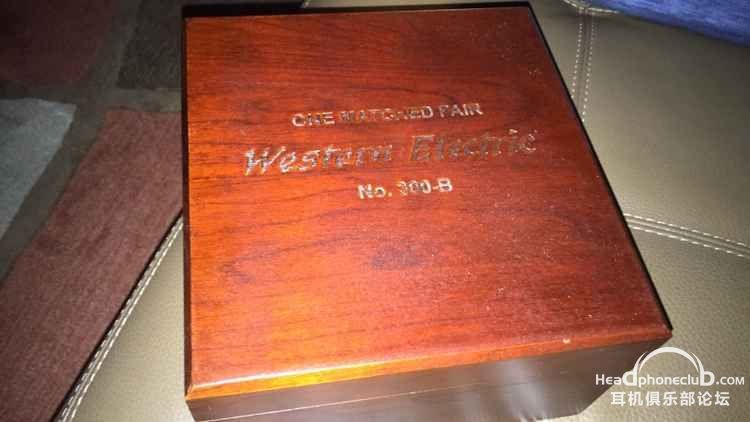 ONE MATCHED PAIR
Western Electric
No. 300-B
Headphoneclub.com
耳机俱乐部论坛